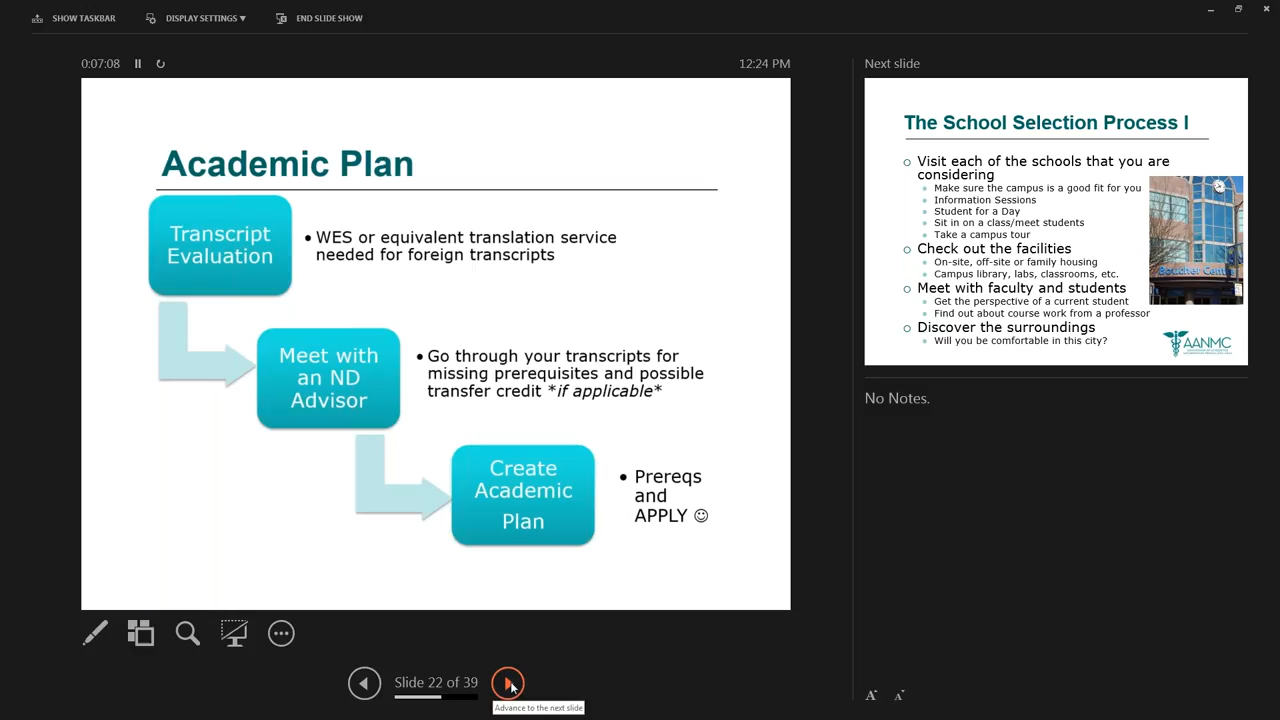 SHOW TASKBAR
DISPLAY SETTINGS ▼
END SLIDE SHOW
0:07:08
12:24 PM
Academic Plan
Transcript
Evaluation
• WES or equivalent translation service
needed for foreign transcripts
Meet with
an ND
Advisor
• Go through your transcripts for
missing prerequisites and possible
transfer credit *if applicable*
Create
Academic
Plan
• Prereqs
and
APPLY ☺
Slide 22 of 39
Advance to the next slide
Next slide
The School Selection Process I
Visit each of the schools that you are
considering
Make sure the campus is a good fit for you
Information Sessions
Student for a Day
Sit in on a class/meet students
Take a campus tour
Check out the facilities
On-site, off-site or family housing
Campus library, labs, classrooms, etc.
Meet with faculty and students
Get the perspective of a current student
Find out about course work from a professor
Discover the surroundings
Will you be comfortable in this city?
Boucher Centre
AANMC
No Notes.
A
A